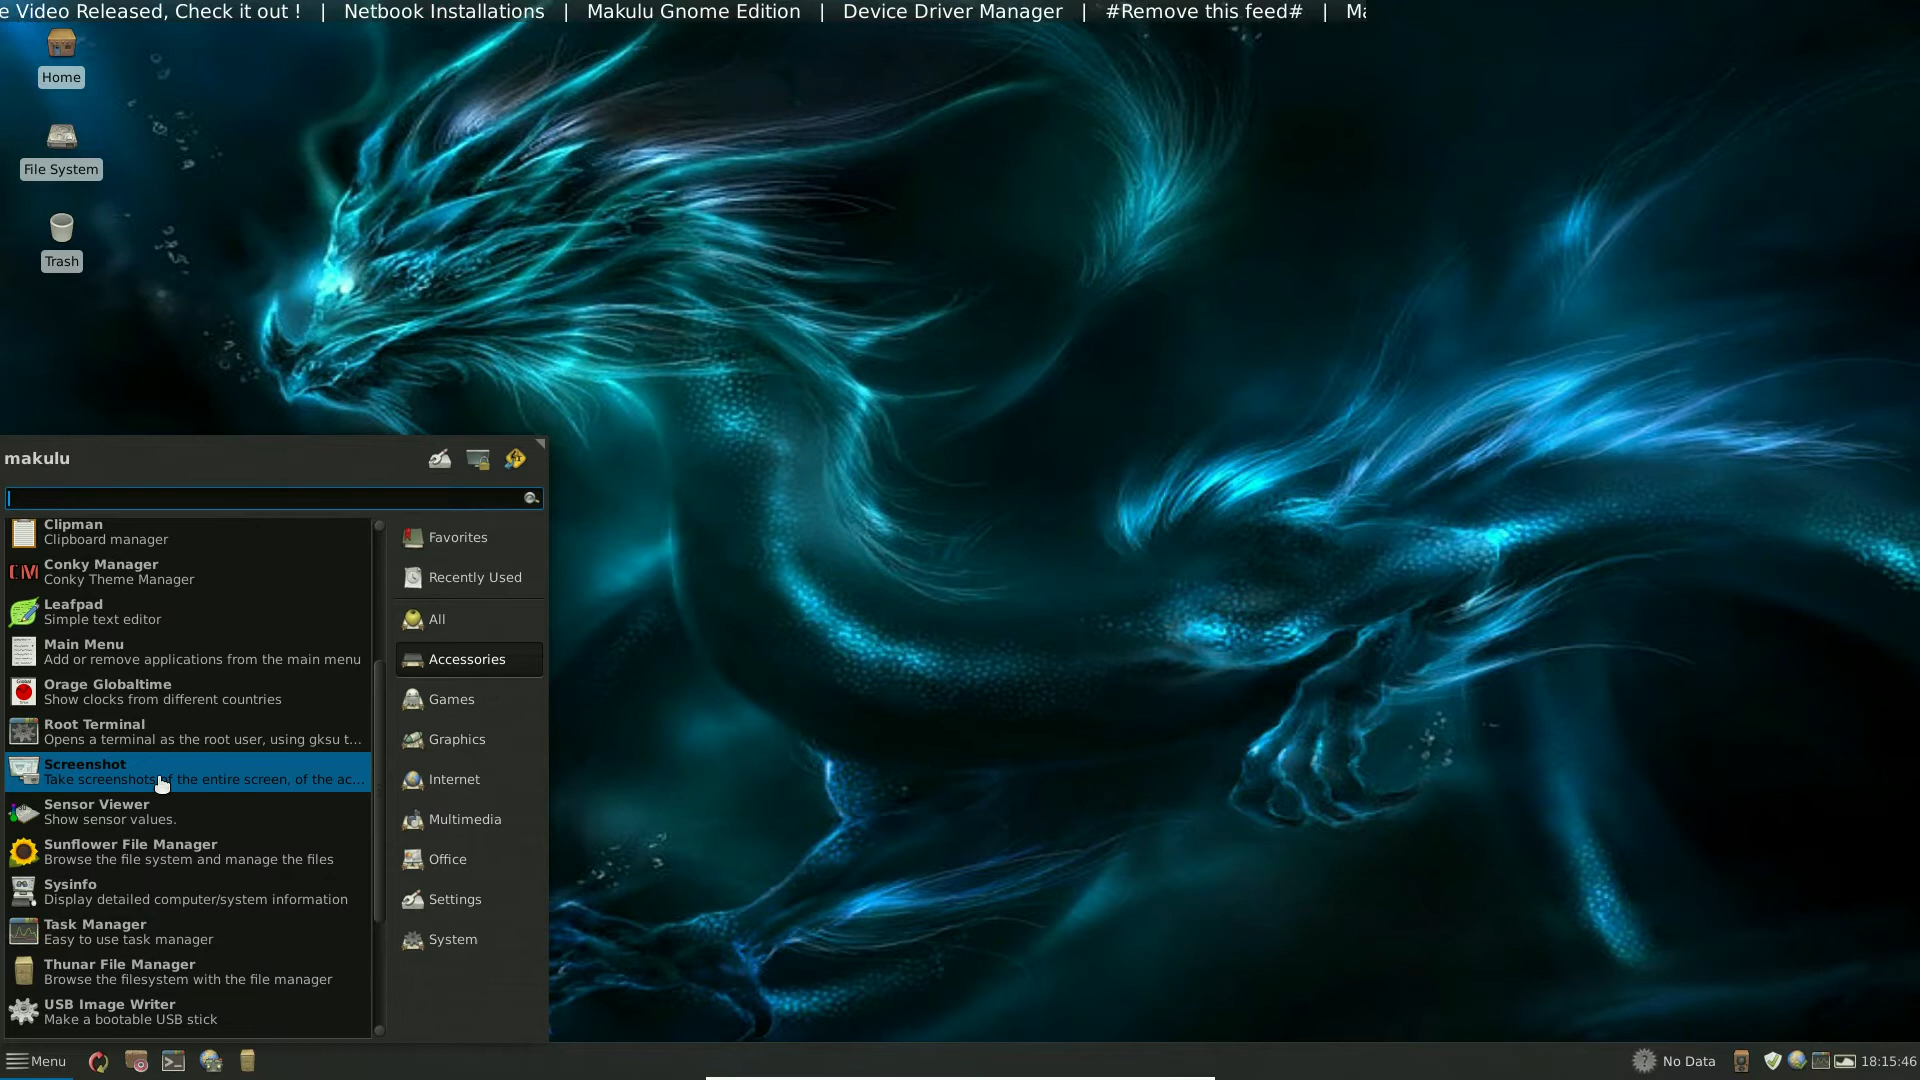 e Video Released, Check it out ! | Netbook Installations | Makulu Gnome Edition | Device Driver Manager | #Remove this feed# | Ma
Home
File System
Trash
makulu
Clipman
Clipboard manager
Conky Manager
Conky Theme Manager
Leafpad
Simple text editor
Main Menu
Add or remove applications from the main menu
Orage Globaltime
Show clocks from different countries
Root Terminal
Opens a terminal as the root user, using gksu t...
Screenshot
Take screenshots of the entire screen, of the ac...
Sensor Viewer
Show sensor values.
Sunflower File Manager
Browse the file system and manage the files
Sysinfo
Display detailed computer/system information
Task Manager
Easy to use task manager
Thunar File Manager
Browse the filesystem with the file manager
USB Image Writer
Make a bootable USB stick
Favorites
Recently Used
All
Accessories
Games
Graphics
Internet
Multimedia
Office
Settings
System
Menu
No Data
18:15:46